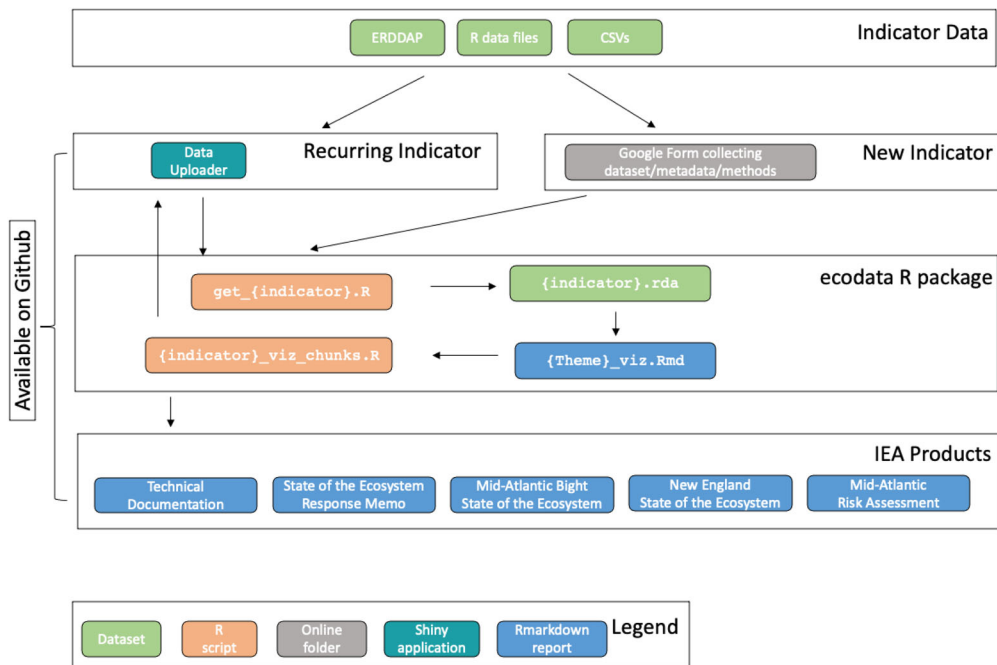 Indicator Data
ERDDAP
R data files
CSVs
Recurring Indicator
Data
Uploader
New Indicator
Google Form collecting
dataset/metadata/methods
Available on Github
ecodata R package
get_{indicator}.R
{indicator}.rda
{indicator}_viz_chunks.R
{Theme}_viz.Rmd
IEA Products
Technical
Documentation
State of the Ecosystem
Response Memo
Mid-Atlantic Bight
State of the Ecosystem
New England
State of the Ecosystem
Mid-Atlantic
Risk Assessment
Dataset
R
script
Online
folder
Shiny
application
Rmarkdown
report
Legend